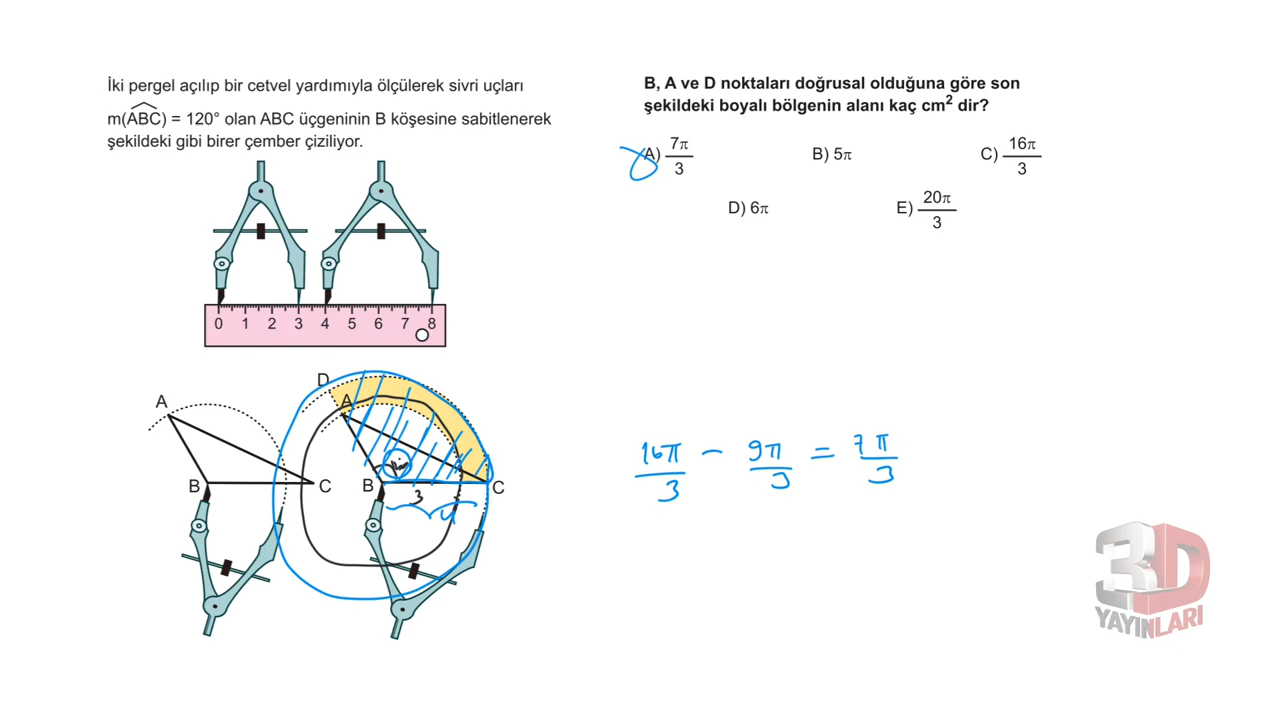 İki pergel açılıp bir cetvel yardımıyla ölçülerek sivri uçları
m(ABC) = 120° olan ABC üçgeninin B köşesine sabitlenerek
şekildeki gibi birer çember çiziliyor.
0 1 2 3 4 5 6 7 8
A
B
C
D
A
B
C
3
4
B, A ve D noktaları doğrusal olduğuna göre son
şekildeki boyalı bölgenin alanı kaç cm² dir?
A) 7π/3 B) 5π C) 16π/3
D) 6π E) 20π/3
16π/3 − 9π/3 = 7π/3
3D
YAYINLARI